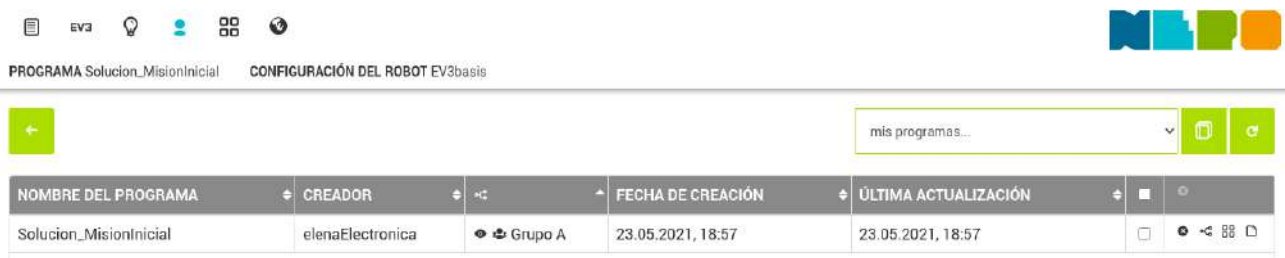 EV3
NEPO
PROGRAMA Solucion_MisionInicial CONFIGURACIÓN DEL ROBOT EV3basis
mis programas...
NOMBRE DEL PROGRAMA CREADOR FECHA DE CREACIÓN ÚLTIMA ACTUALIZACIÓN
Solucion_MisionInicial elenaElectronica Grupo A 23.05.2021, 18:57 23.05.2021, 18:57